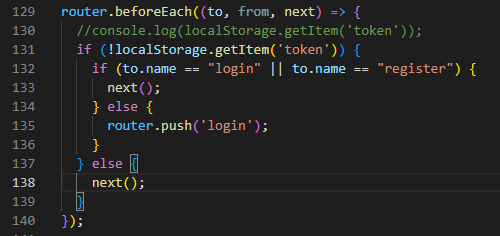 129 router.beforeEach((to, from, next) => {
130   //console.log(localStorage.getItem('token'));
131   if (!localStorage.getItem('token')) {
132     if (to.name == "login" || to.name == "register") {
133       next();
134     } else {
135       router.push('login');
136     }
137   } else {
138     next();
139   }
140 });